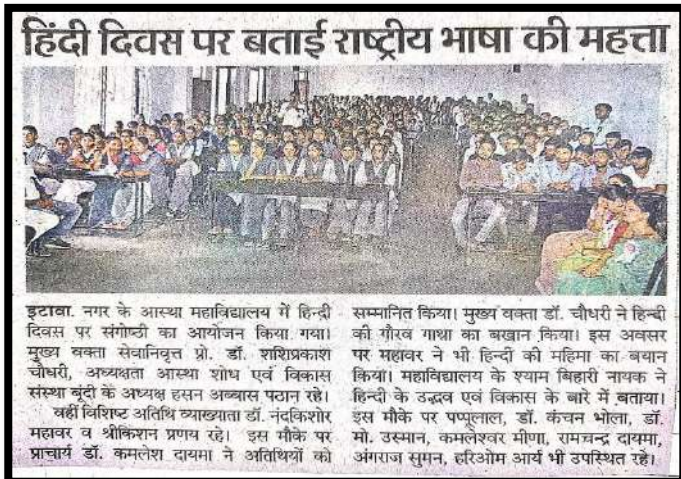 हिंदी दिवस पर बताई राष्ट्रीय भाषा की महत्ता
इटावा. नगर के आस्था महाविद्यालय में हिन्दी
दिवस पर संगोष्ठी का आयोजन किया गया।
मुख्य वक्ता सेवानिवृत्त प्रो. डॉ. शशिप्रकाश
चौधरी, अध्यक्षता आस्था शोध एवं विकास
संस्था बूंदी के अध्यक्ष हसन अब्बास पठान रहे।
वहीं विशिष्ट अतिथि व्याख्याता डॉ. नंदकिशोर
महावर व श्रीकिशन प्रणय रहे। इस मौके पर
प्राचार्य डॉ. कमलेश दायमा ने अतिथियों को
सम्मानित किया। मुख्य वक्ता डॉ. चौधरी ने हिन्दी
की गौरव गाथा का बखान किया। इस अवसर
पर महावर ने भी हिन्दी की महिमा का बयान
किया। महाविद्यालय के श्याम बिहारी नायक ने
हिन्दी के उद्भव एवं विकास के बारे में बताया।
इस मौके पर पप्पूलाल, डॉ. कंचन भोला, डॉ.
मो. उस्मान, कमलेश्वर मीणा, रामचन्द्र दायमा,
अंगराज सुमन, हरिओम आर्य भी उपस्थित रहे।